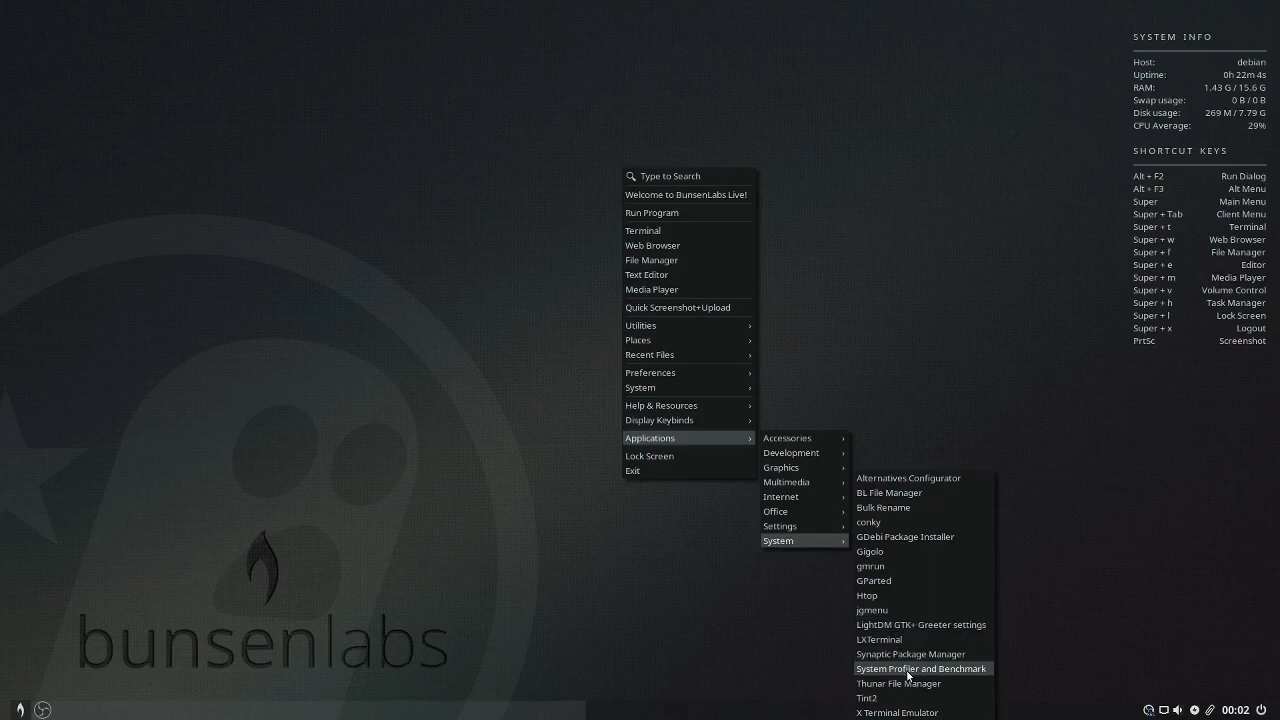 SYSTEM INFO
Host: debian
Uptime: 0h 22m 4s
RAM: 1.43 G / 15.6 G
Swap usage: 0 B / 0 B
Disk usage: 269 M / 7.79 G
CPU Average: 29%
SHORTCUT KEYS
Alt + F2 Run Dialog
Alt + F3 Alt Menu
Super Main Menu
Super + Tab Client Menu
Super + t Terminal
Super + w Web Browser
Super + f File Manager
Super + e Editor
Super + m Media Player
Super + v Volume Control
Super + h Task Manager
Super + l Lock Screen
Super + x Logout
PrtSc Screenshot
Type to Search
Welcome to BunsenLabs Live!
Run Program
Terminal
Web Browser
File Manager
Text Editor
Media Player
Quick Screenshot+Upload
Utilities
Places
Recent Files
Preferences
System
Help & Resources
Display Keybinds
Applications
Lock Screen
Exit
Accessories
Development
Graphics
Multimedia
Internet
Office
Settings
System
Alternatives Configurator
BL File Manager
Bulk Rename
conky
GDebi Package Installer
Gigolo
gmrun
GParted
Htop
jgmenu
LightDM GTK+ Greeter settings
LXTerminal
Synaptic Package Manager
System Profiler and Benchmark
Thunar File Manager
Tint2
X Terminal Emulator
bunsenlabs
00:02